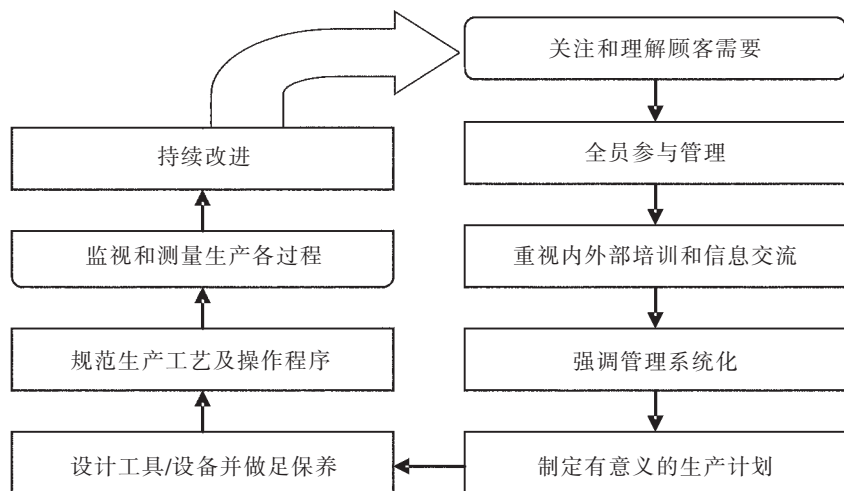 关注和理解顾客需要
全员参与管理
重视内外部培训和信息交流
强调管理系统化
制定有意义的生产计划
设计工具/设备并做足保养
规范生产工艺及操作程序
监视和测量生产各过程
持续改进